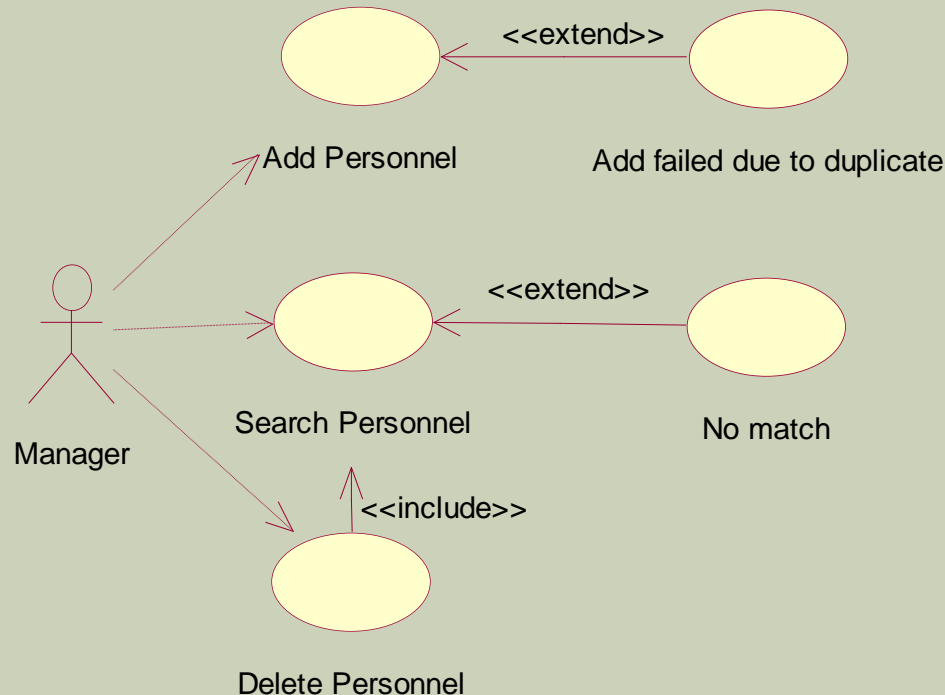 <<extend>>
Add Personnel
Add failed due to duplicate
<<extend>>
Manager
Search Personnel
No match
<<include>>
Delete Personnel